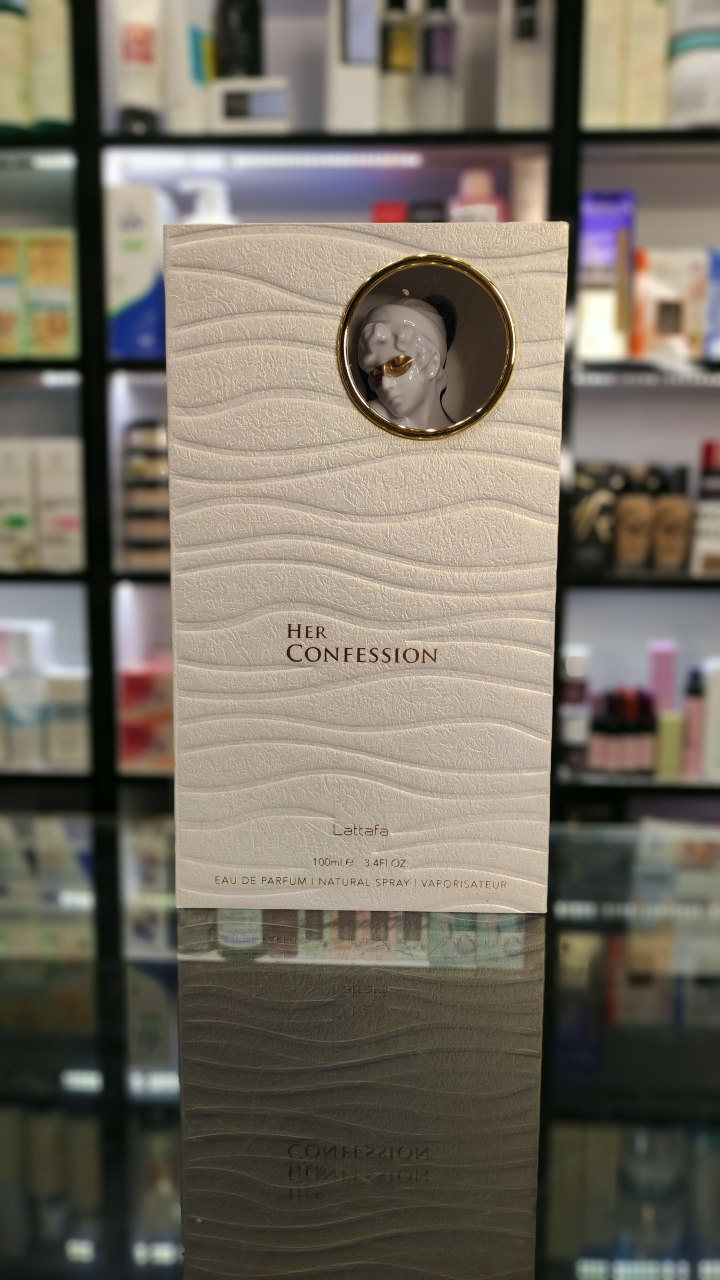 HER
CONFESSION
Lattafa
100ml e 3.4FL.OZ.
EAU DE PARFUM | NATURAL SPRAY | VAPORISATEUR